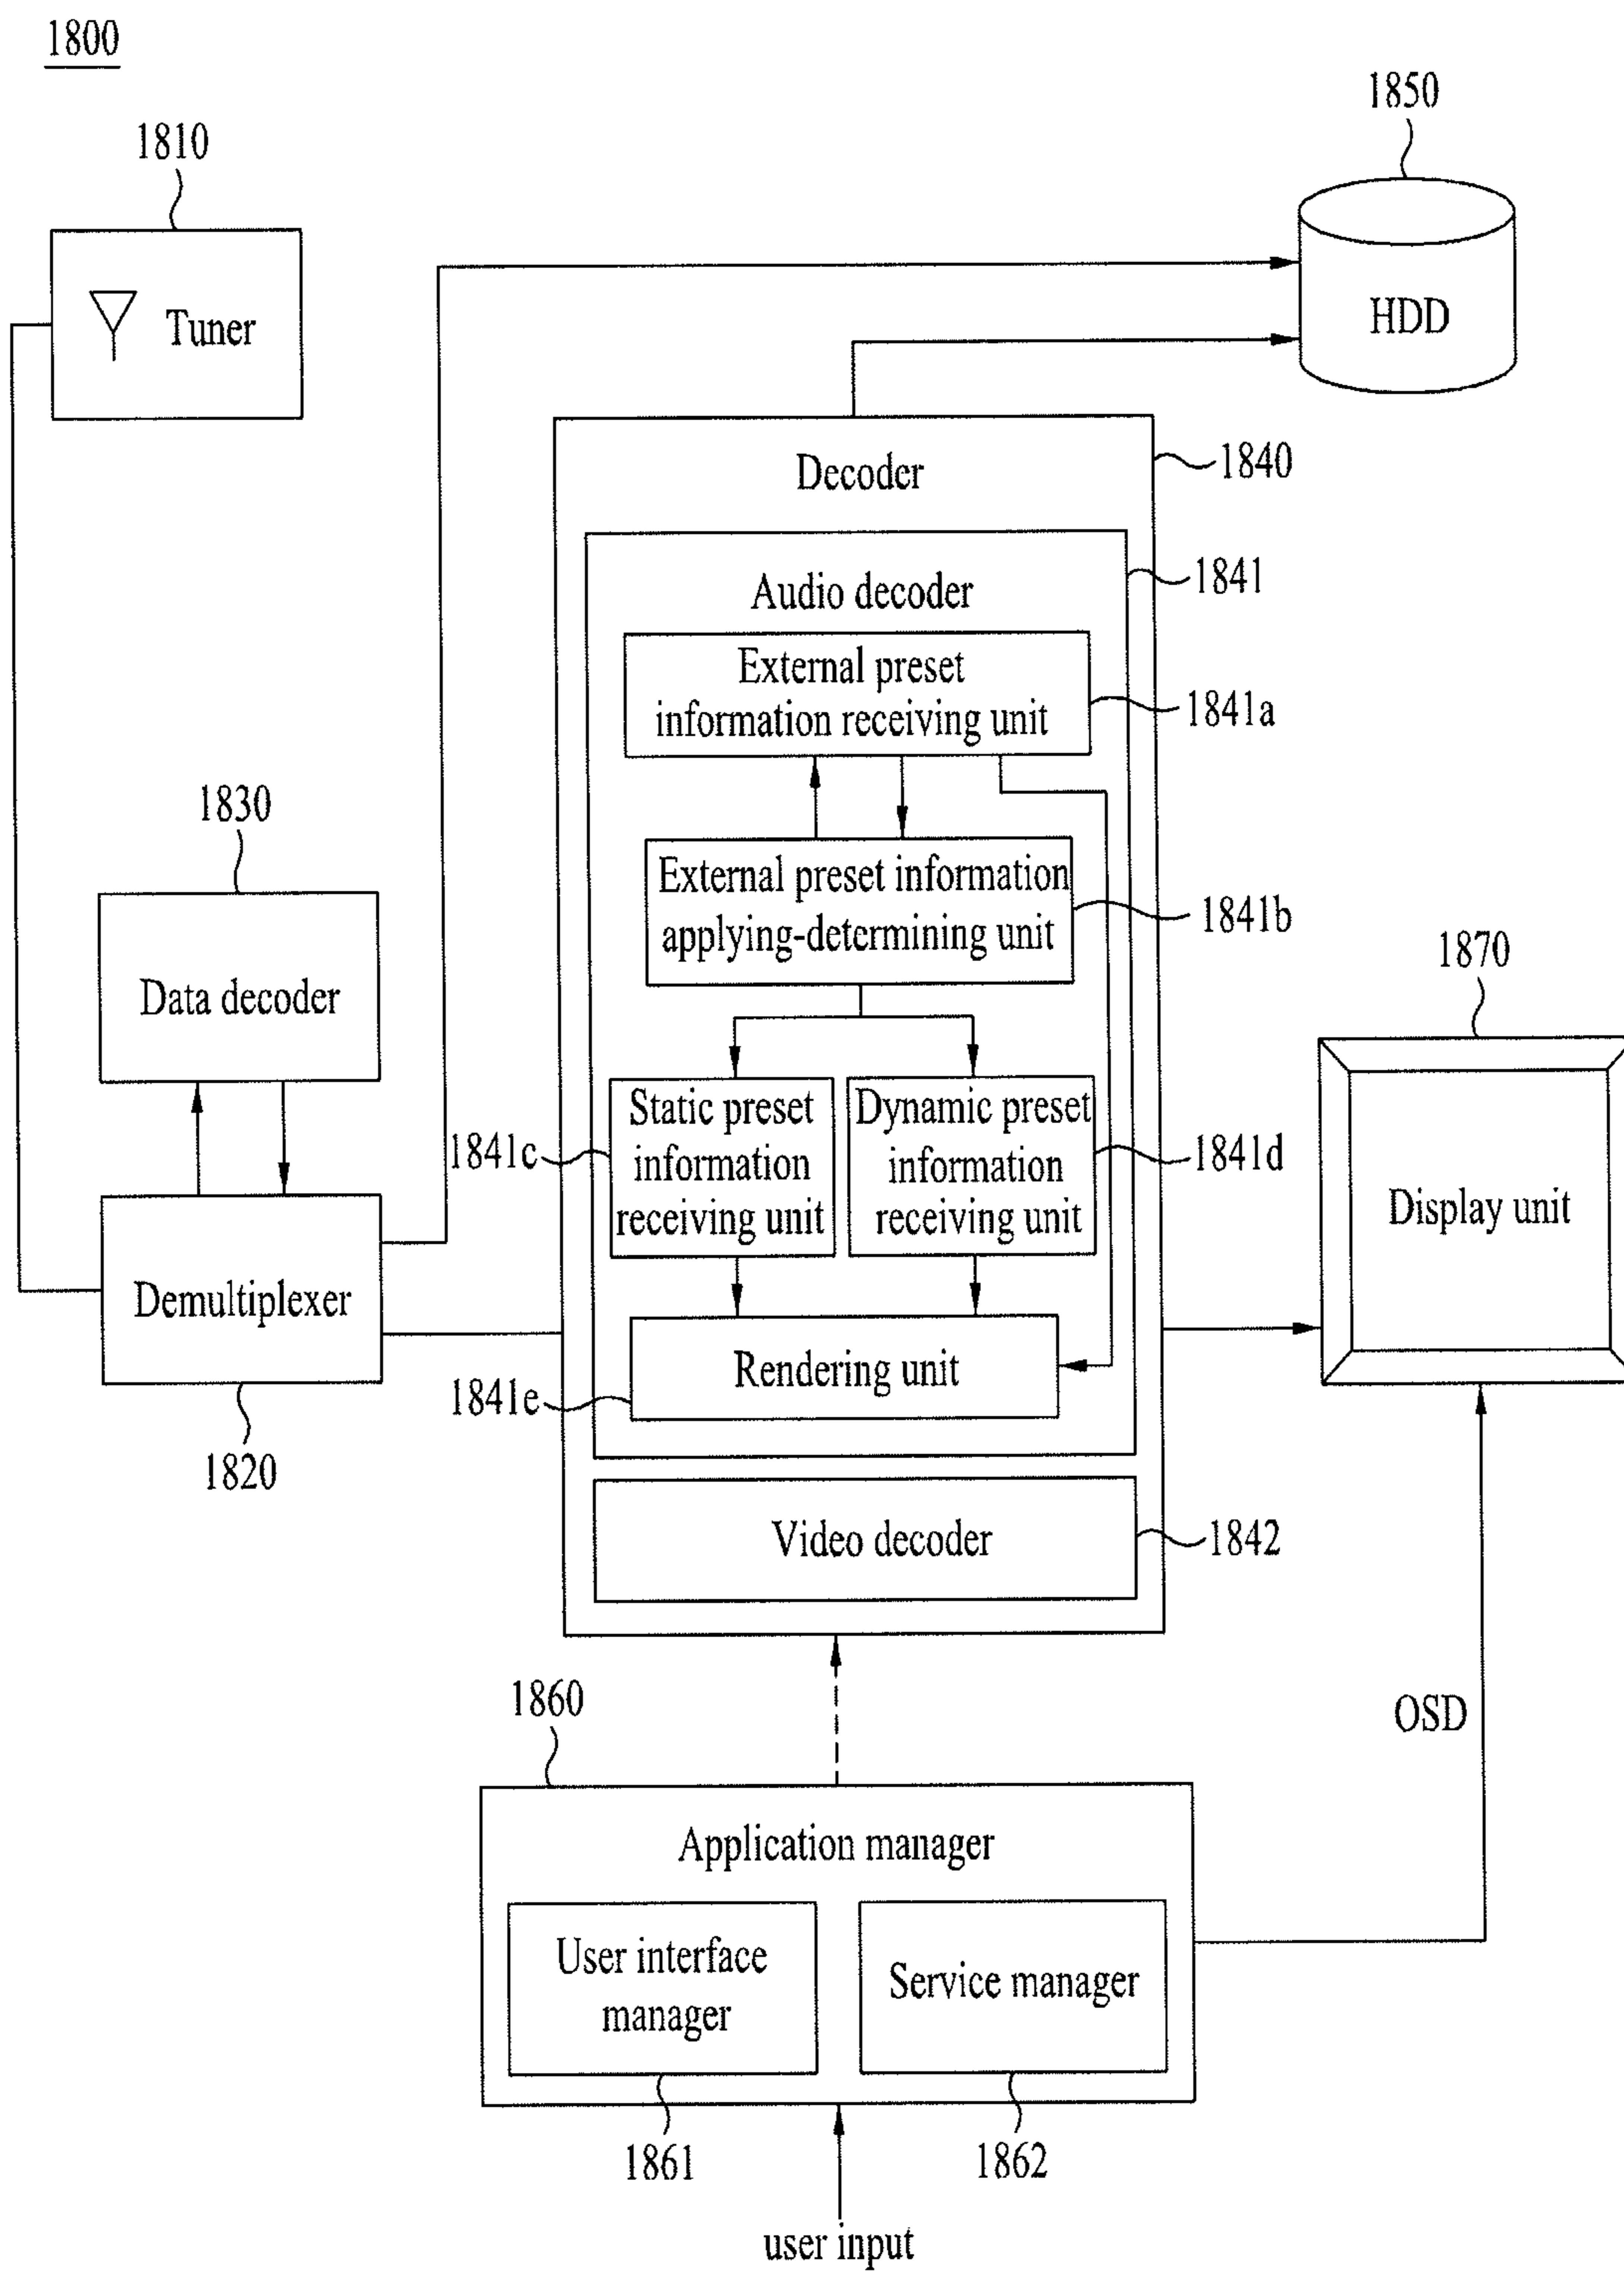 1800
1850
1810
Tuner
HDD
Decoder
1840
Audio decoder
1841
External preset
information receiving unit
1841a
1830
External preset information
applying-determining unit
1841b
Data decoder
1870
Static preset
information
receiving unit
1841c
Dynamic preset
information
receiving unit
1841d
Display unit
Demultiplexer
1820
Rendering unit
1841e
Video decoder
1842
1860
OSD
Application manager
User interface
manager
Service manager
1861
1862
user input